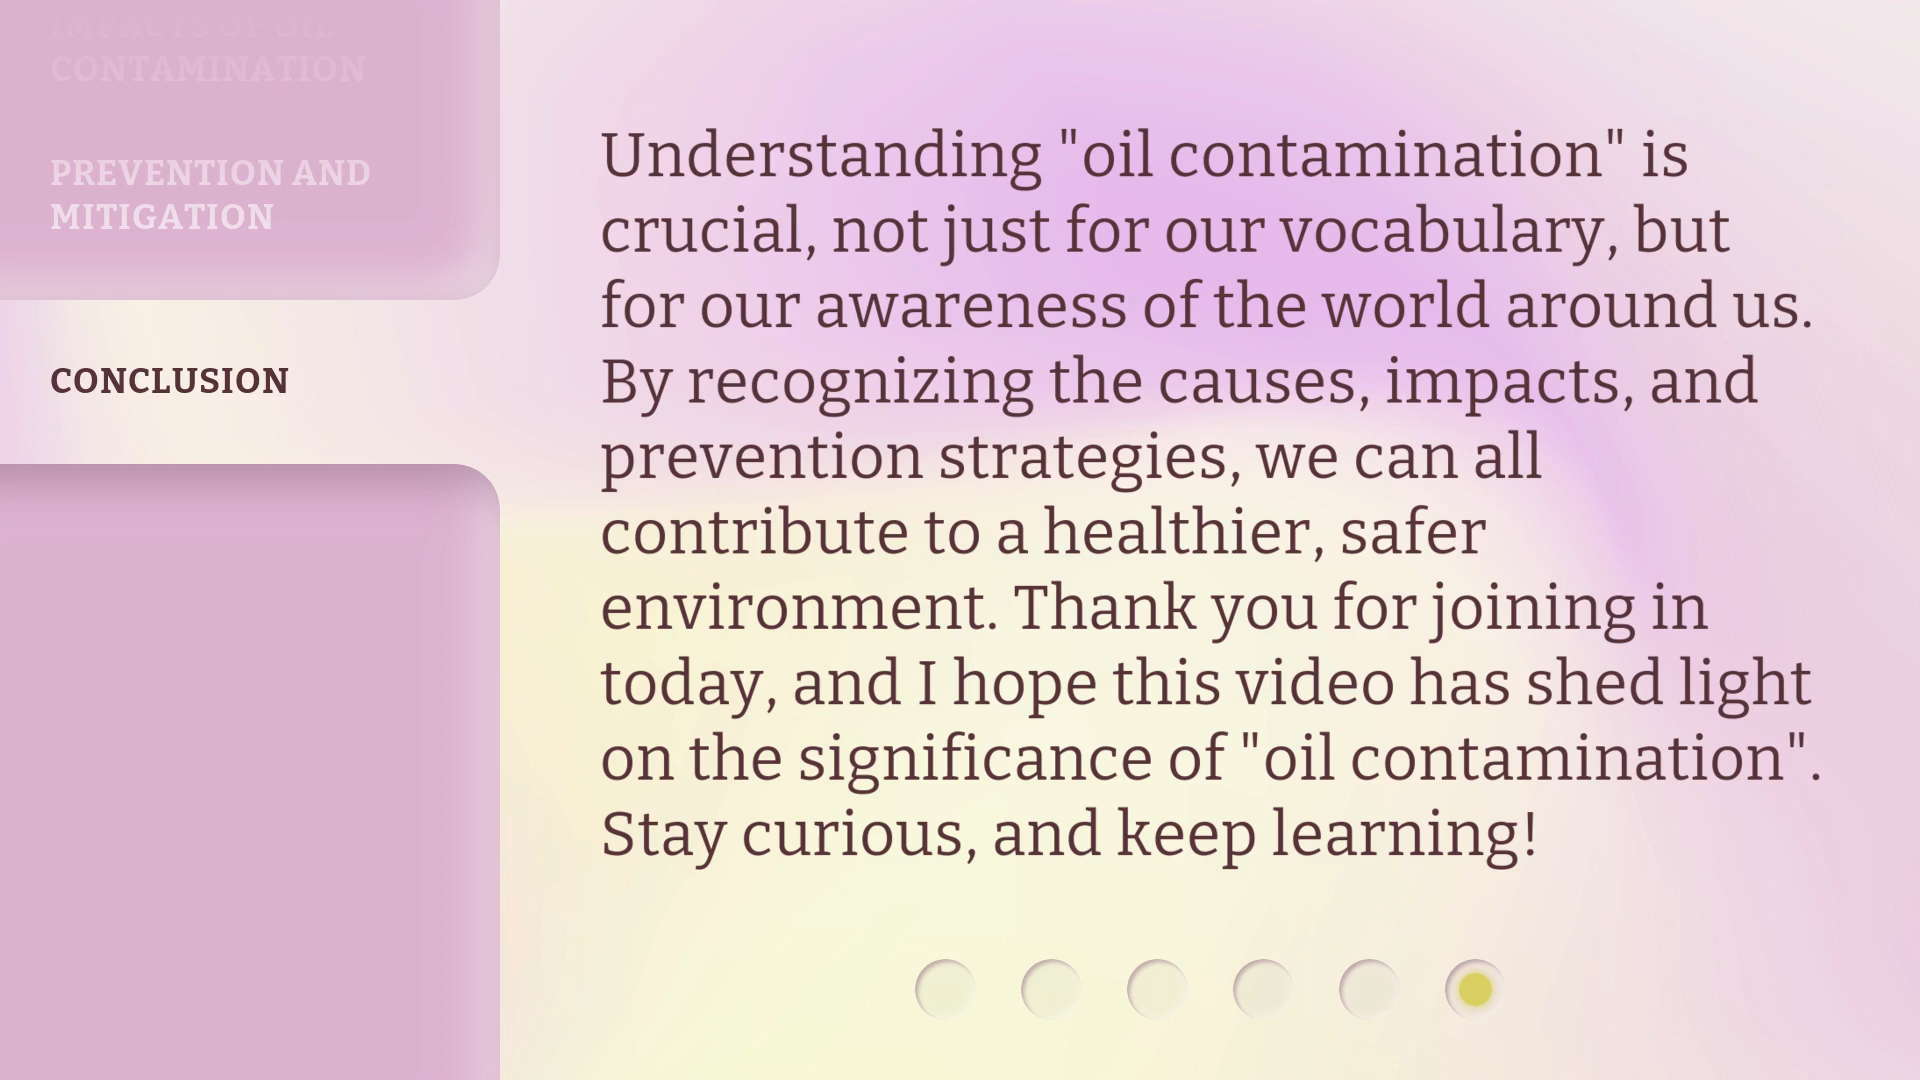 IMPACTS OF OIL
CONTAMINATION
PREVENTION AND
MITIGATION
CONCLUSION
Understanding "oil contamination" is
crucial, not just for our vocabulary, but
for our awareness of the world around us.
By recognizing the causes, impacts, and
prevention strategies, we can all
contribute to a healthier, safer
environment. Thank you for joining in
today, and I hope this video has shed light
on the significance of "oil contamination".
Stay curious, and keep learning!